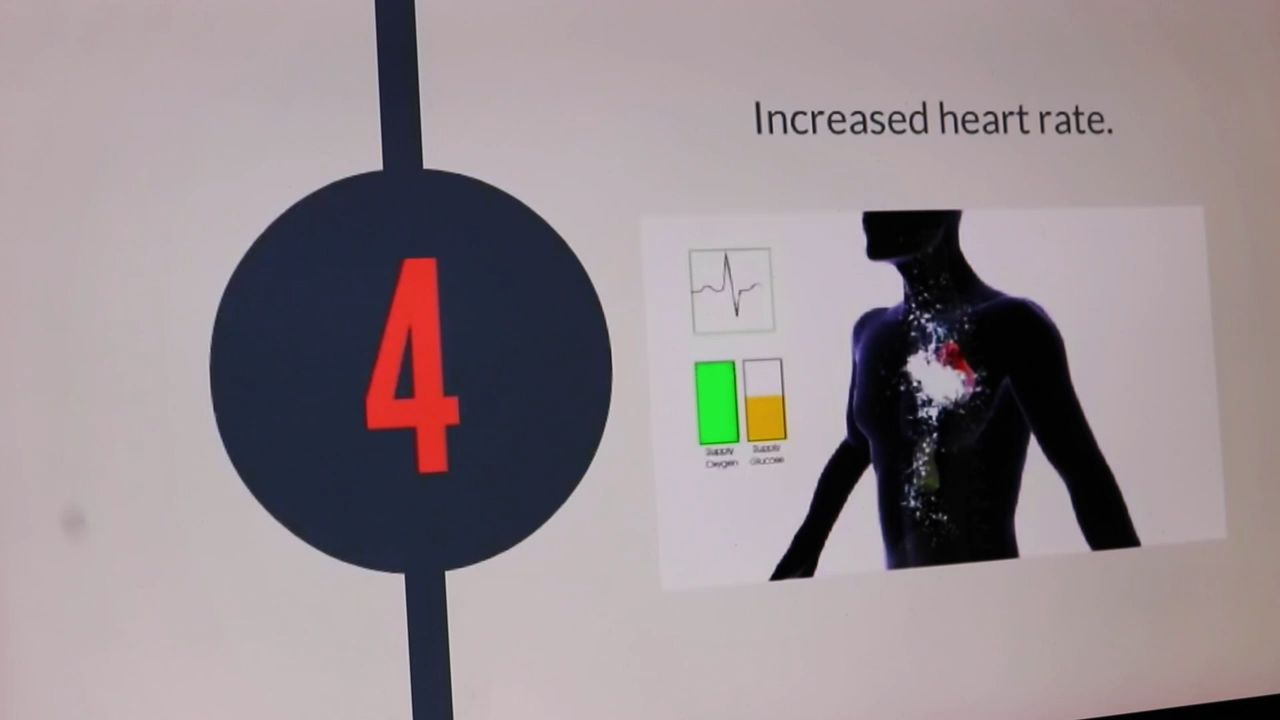 4
Increased heart rate.
Supply
Oxygen
Supply
Glucose